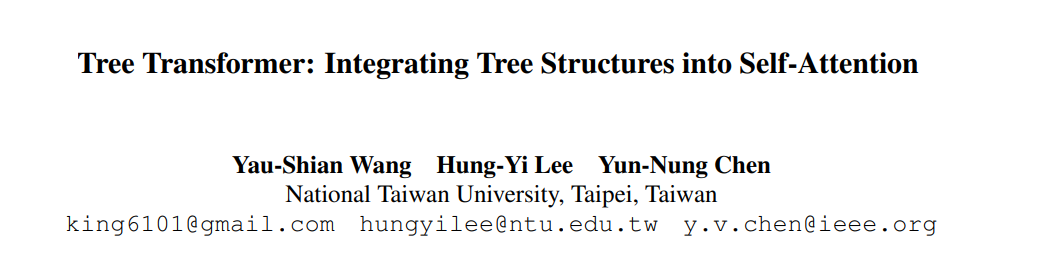 Tree Transformer: Integrating Tree Structures into Self-Attention
Yau-Shian Wang Hung-Yi Lee Yun-Nung Chen
National Taiwan University, Taipei, Taiwan
king6101@gmail.com hungyilee@ntu.edu.tw y.v.chen@ieee.org